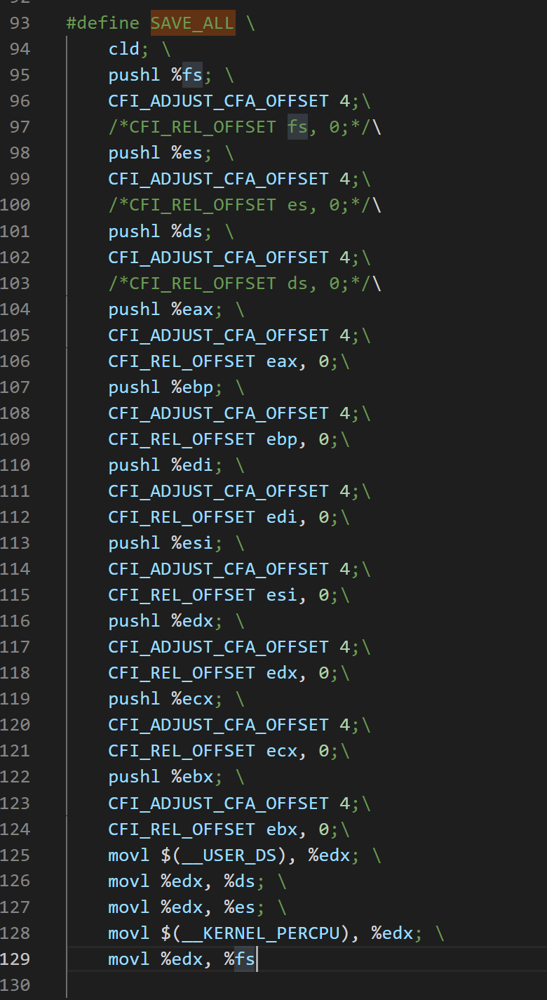 92
93 #define SAVE_ALL \
94 cld; \
95 pushl %fs; \
96 CFI_ADJUST_CFA_OFFSET 4;\
97 /*CFI_REL_OFFSET fs, 0;*/\
98 pushl %es; \
99 CFI_ADJUST_CFA_OFFSET 4;\
100 /*CFI_REL_OFFSET es, 0;*/\
101 pushl %ds; \
102 CFI_ADJUST_CFA_OFFSET 4;\
103 /*CFI_REL_OFFSET ds, 0;*/\
104 pushl %eax; \
105 CFI_ADJUST_CFA_OFFSET 4;\
106 CFI_REL_OFFSET eax, 0;\
107 pushl %ebp; \
108 CFI_ADJUST_CFA_OFFSET 4;\
109 CFI_REL_OFFSET ebp, 0;\
110 pushl %edi; \
111 CFI_ADJUST_CFA_OFFSET 4;\
112 CFI_REL_OFFSET edi, 0;\
113 pushl %esi; \
114 CFI_ADJUST_CFA_OFFSET 4;\
115 CFI_REL_OFFSET esi, 0;\
116 pushl %edx; \
117 CFI_ADJUST_CFA_OFFSET 4;\
118 CFI_REL_OFFSET edx, 0;\
119 pushl %ecx; \
120 CFI_ADJUST_CFA_OFFSET 4;\
121 CFI_REL_OFFSET ecx, 0;\
122 pushl %ebx; \
123 CFI_ADJUST_CFA_OFFSET 4;\
124 CFI_REL_OFFSET ebx, 0;\
125 movl $(__USER_DS), %edx; \
126 movl %edx, %ds; \
127 movl %edx, %es; \
128 movl $(__KERNEL_PERCPU), %edx; \
129 movl %edx, %fs
130